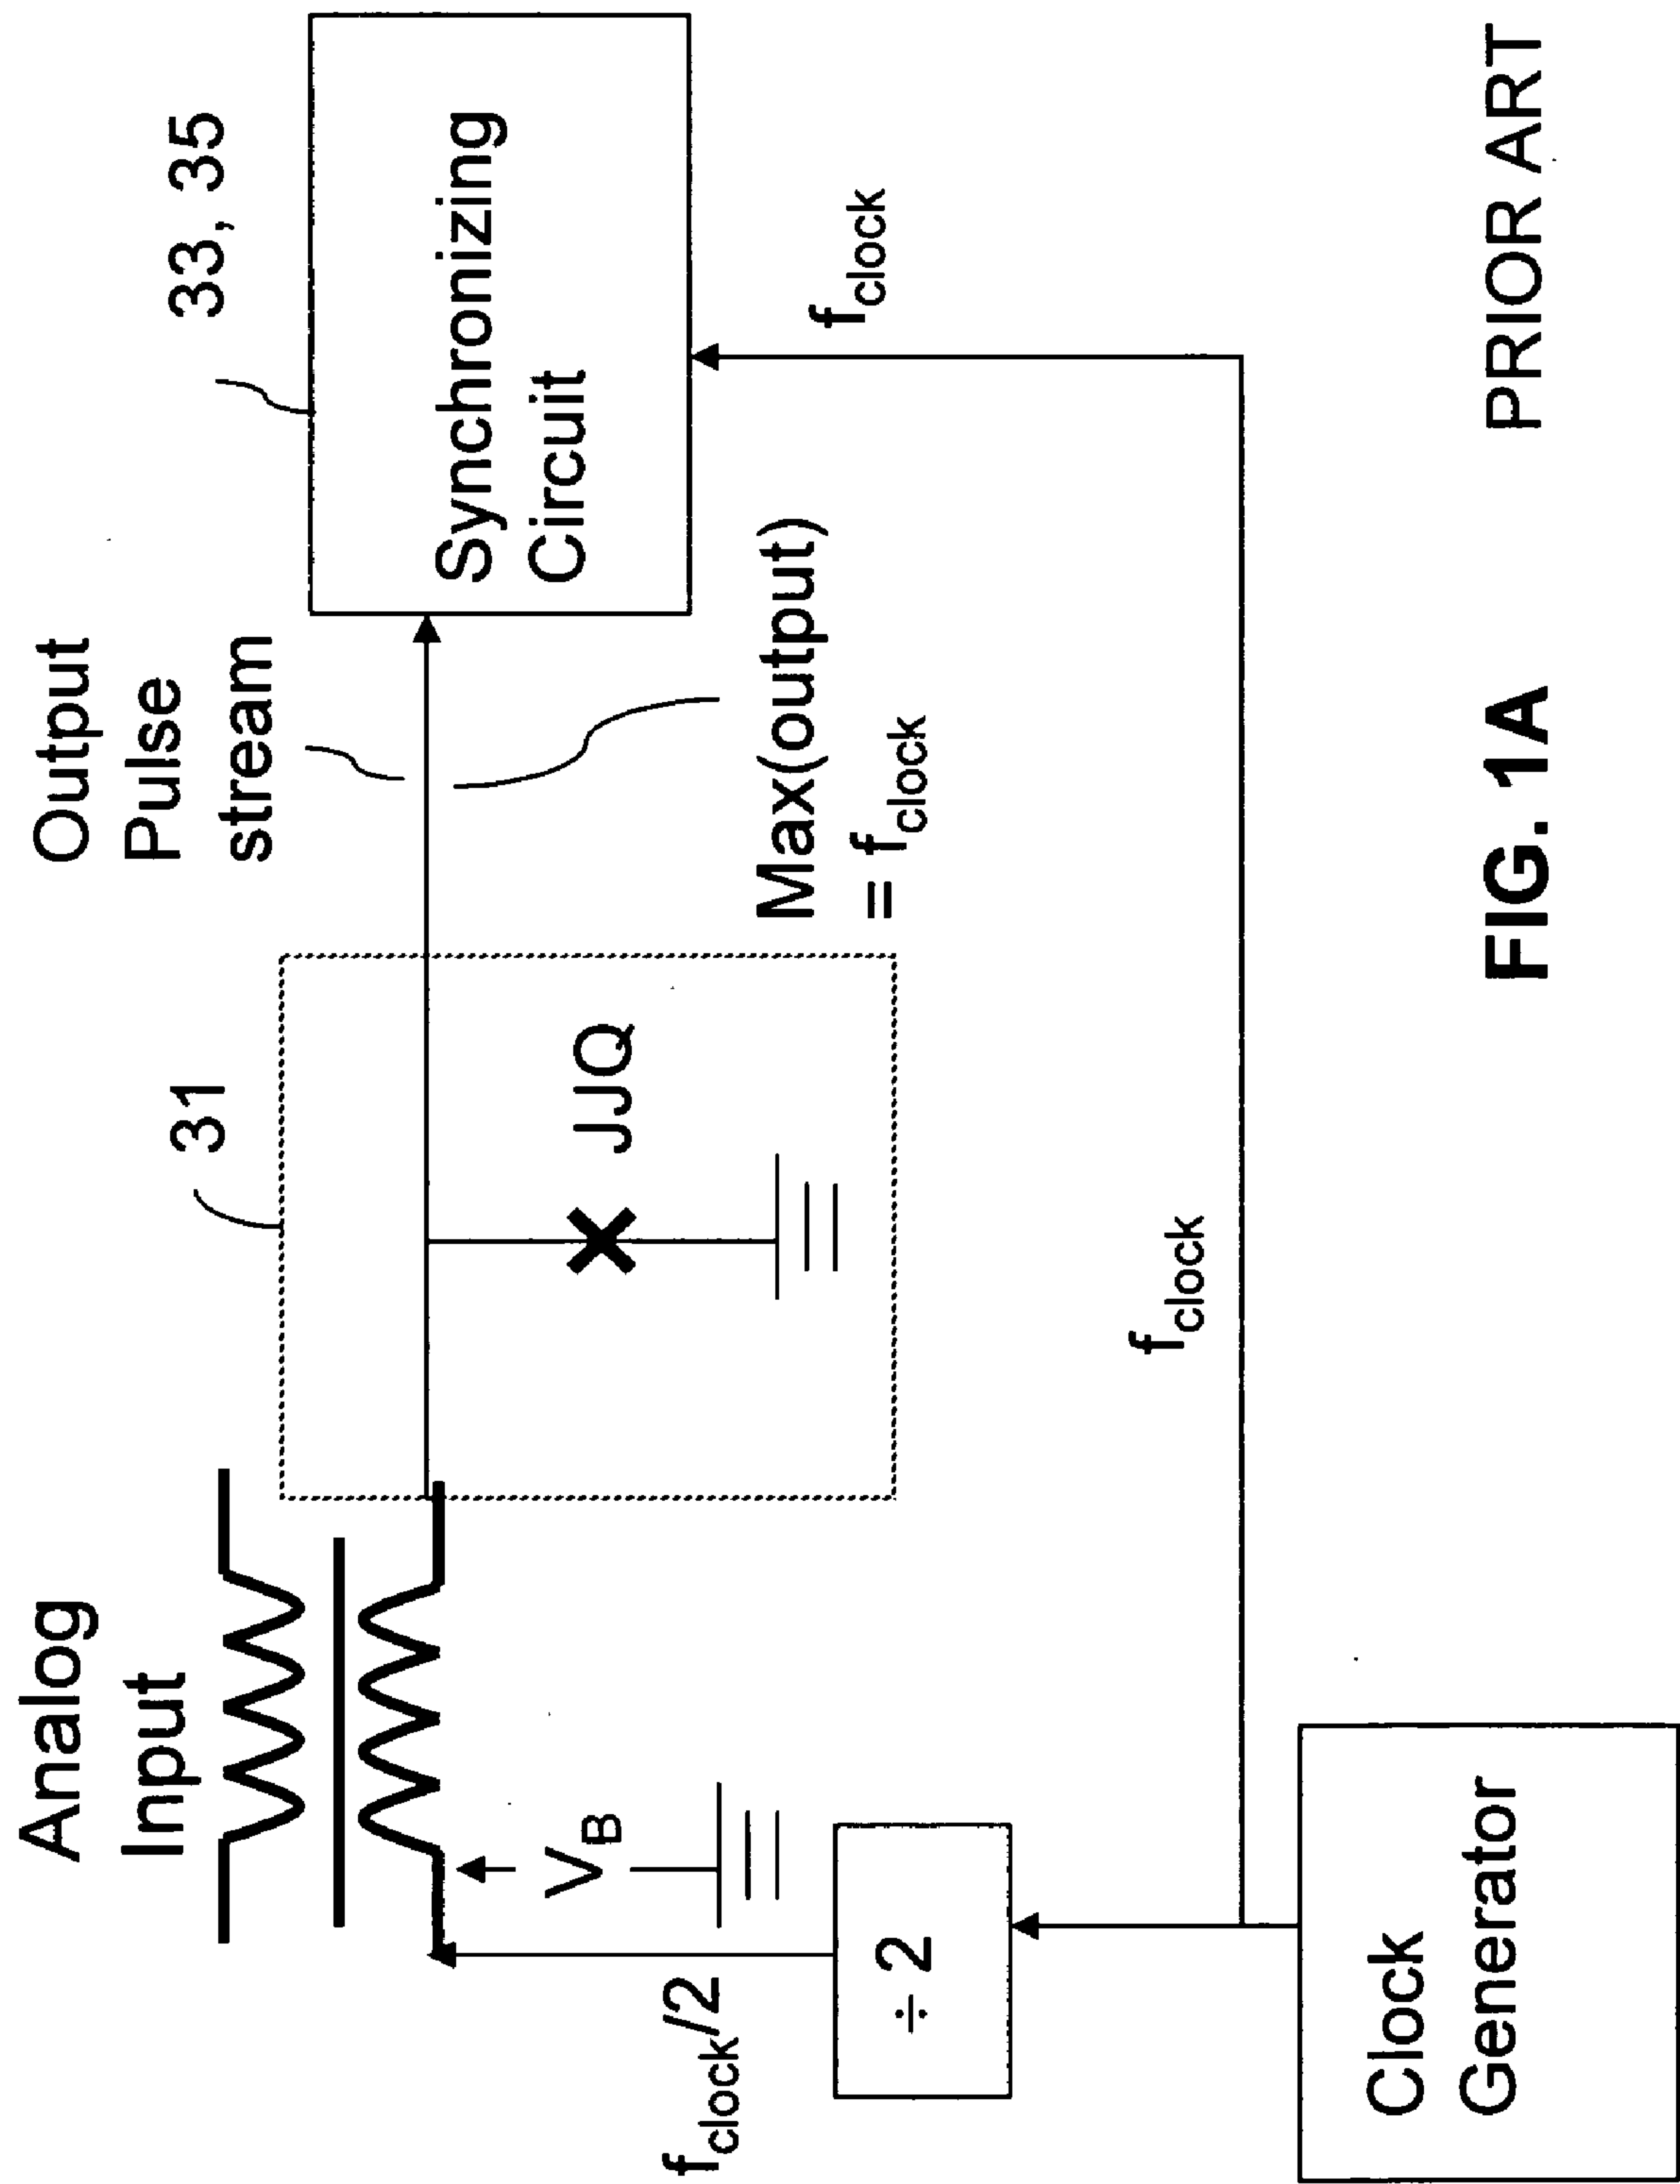 Analog
Input
31
Output
Pulse
stream
33, 35
Synchronizing
Circuit
JJQ
V_B
Max(output)
= f_clock
f_clock
f_clock/2
÷ 2
f_clock
Clock
Generator
FIG. 1A
PRIOR ART